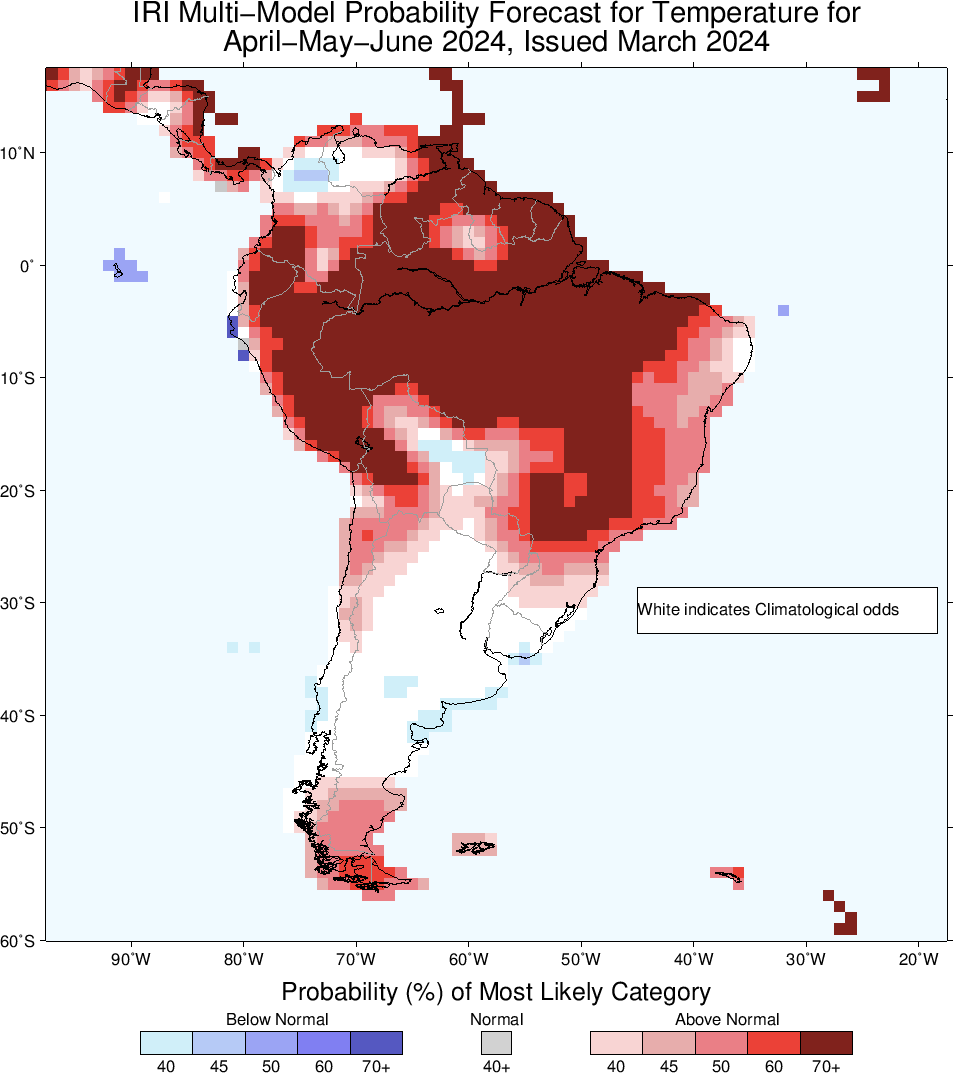 IRI Multi−Model Probability Forecast for Temperature for
April−May−June 2024, Issued March 2024
10˚N
0˚
10˚S
20˚S
30˚S
White indicates Climatological odds
40˚S
50˚S
60˚S
90˚W 80˚W 70˚W 60˚W 50˚W 40˚W 30˚W 20˚W
Probability (%) of Most Likely Category
Below Normal Normal Above Normal
40 45 50 60 70+ 40+ 40 45 50 60 70+